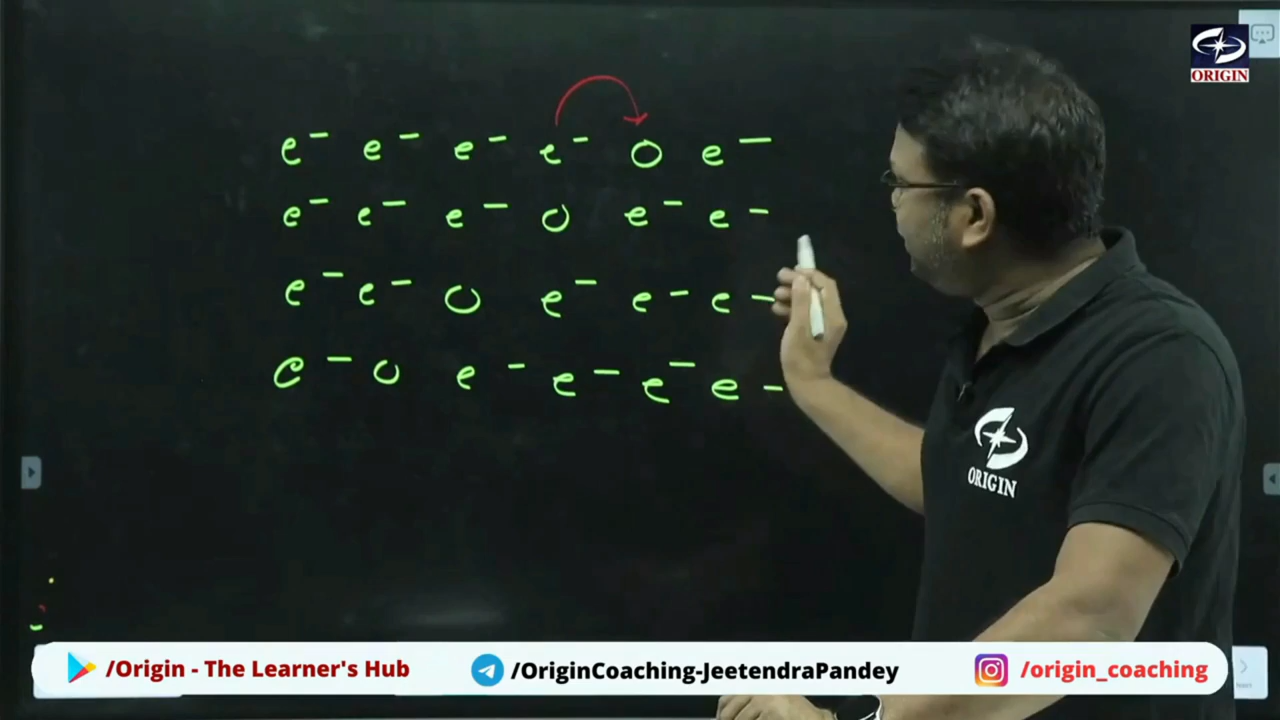 ORIGIN
e⁻ e⁻ e⁻ e⁻ O e⁻
e⁻ e⁻ e⁻ O e⁻ e⁻
e⁻ e⁻ O e⁻ e⁻ e⁻
e⁻ O e⁻ e⁻ e⁻ e⁻
ORIGIN
/Origin - The Learner's Hub
/OriginCoaching-JeetendraPandey
/origin_coaching